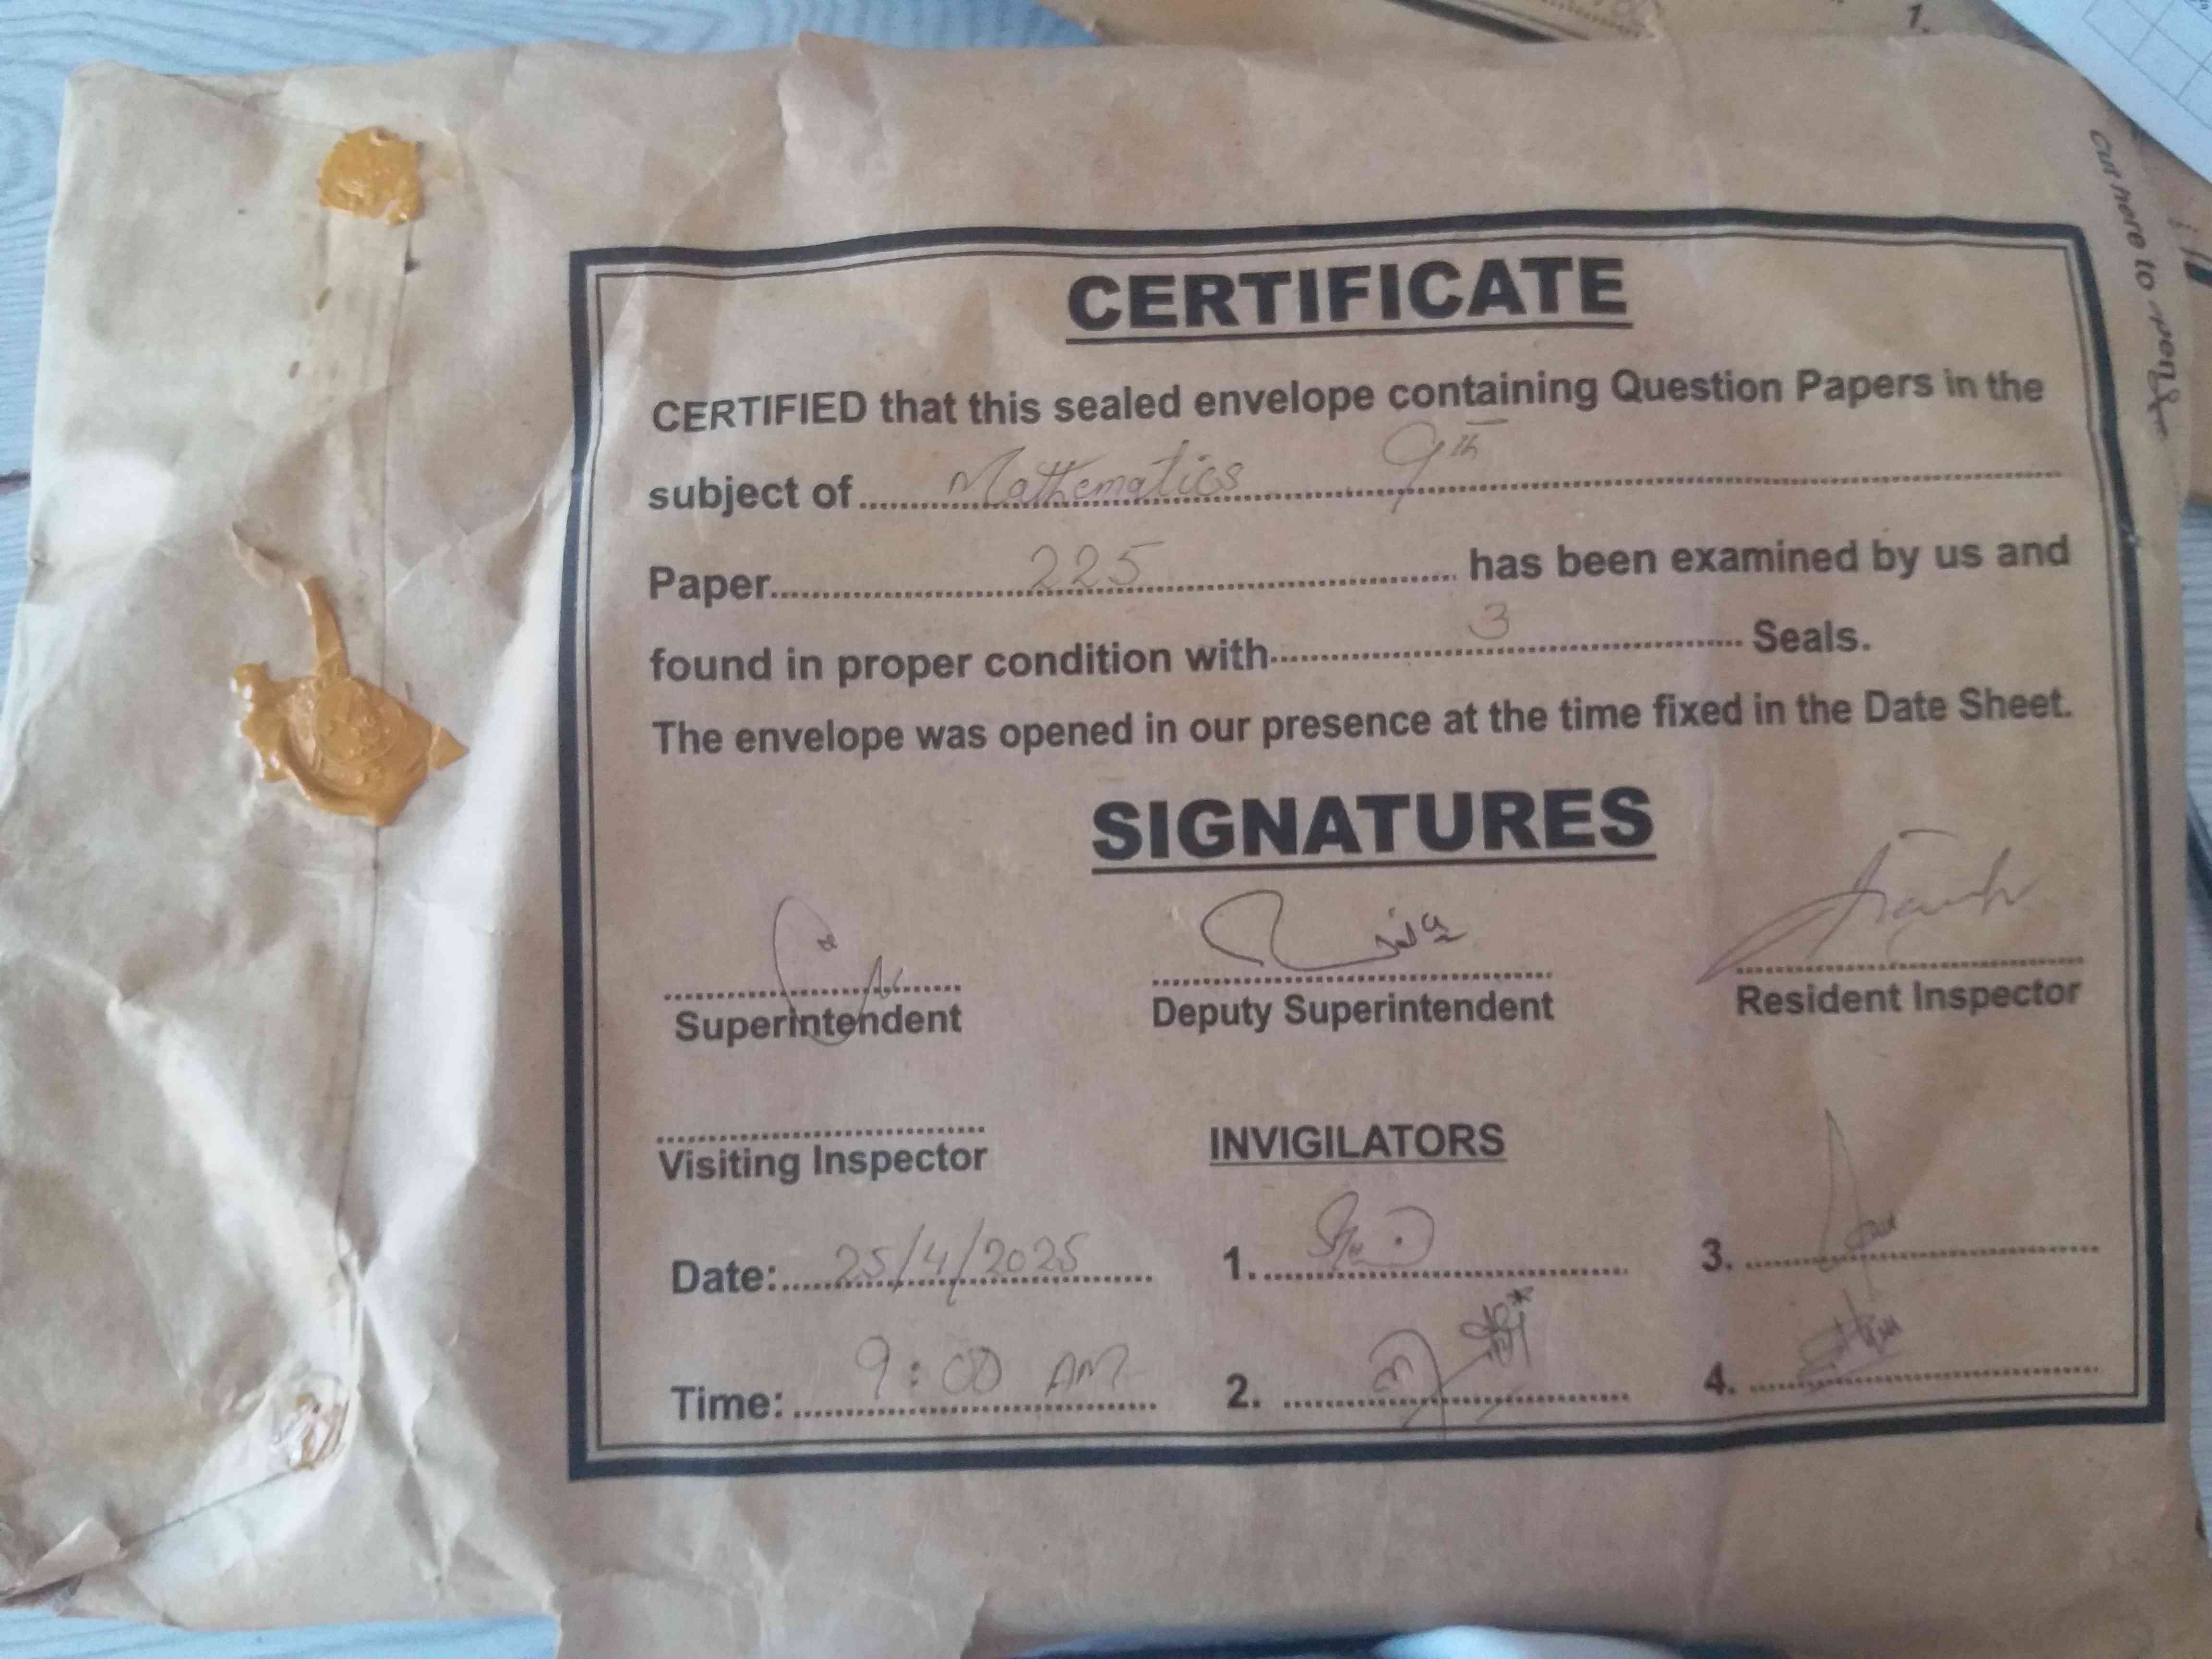 1.
Cut here to open
CERTIFICATE
CERTIFIED that this sealed envelope containing Question Papers in the
subject of Mathematics 9th
Paper 225 has been examined by us and
found in proper condition with 3 Seals.
The envelope was opened in our presence at the time fixed in the Date Sheet.
SIGNATURES
Superintendent Deputy Superintendent Resident Inspector
Visiting Inspector INVIGILATORS
Date: 25/4/2025 1. 3.
Time: 9:00 AM 2. 4.